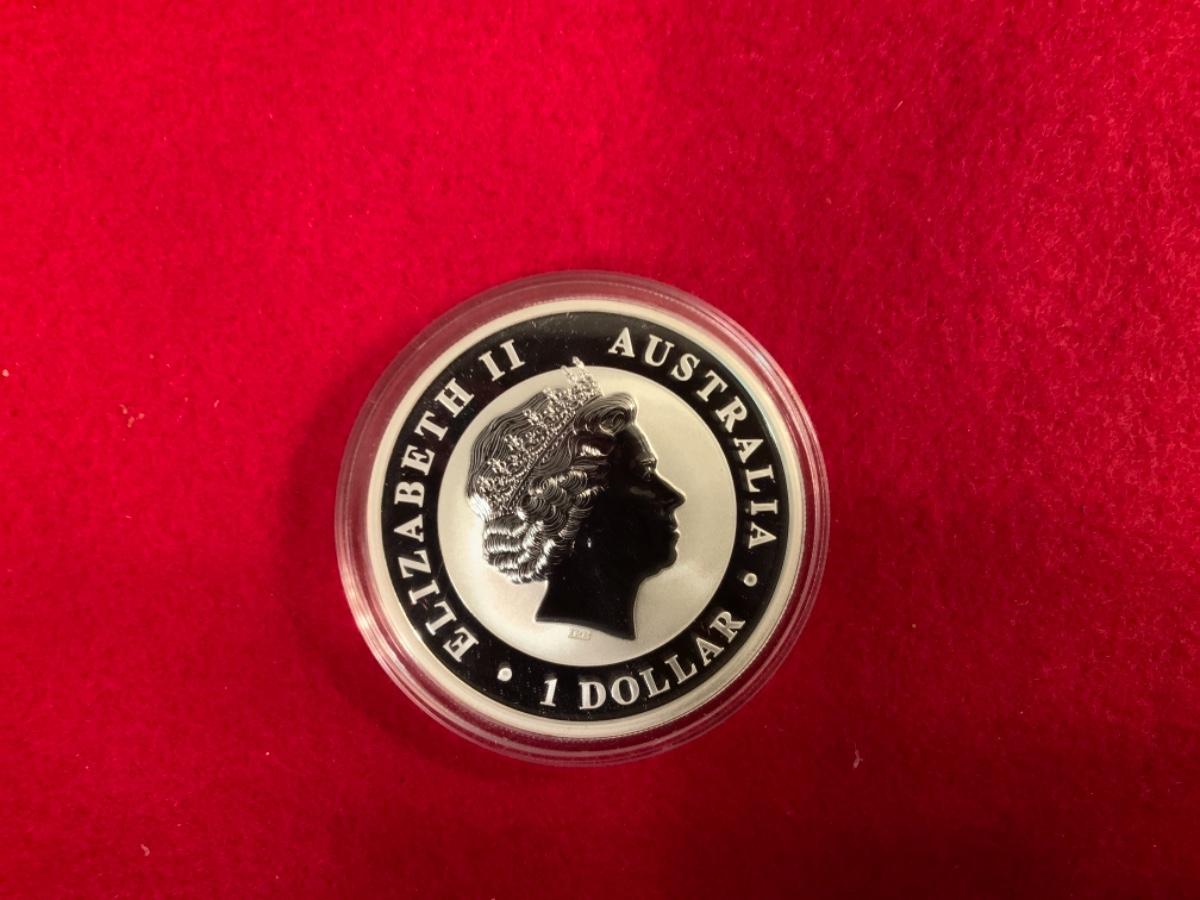 ELIZABETH II
AUSTRALIA
1 DOLLAR